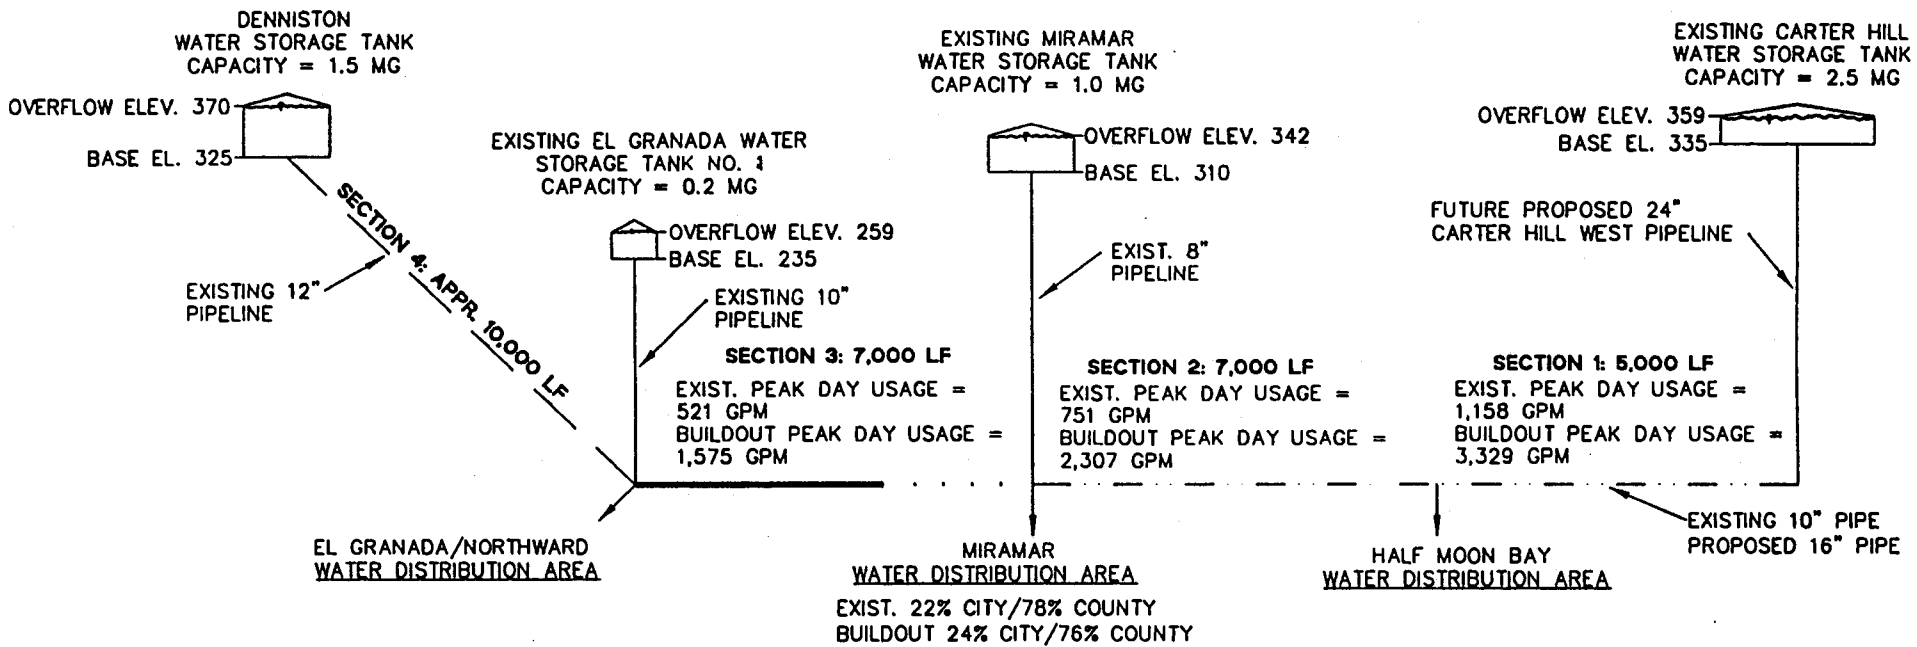 DENNISTON
WATER STORAGE TANK
CAPACITY = 1.5 MG
OVERFLOW ELEV. 370
BASE EL. 325
SECTION 4: APPR. 10,000 LF
EXISTING 12"
PIPELINE
EXISTING EL GRANADA WATER
STORAGE TANK NO. 1
CAPACITY = 0.2 MG
OVERFLOW ELEV. 259
BASE EL. 235
EXISTING 10"
PIPELINE
SECTION 3: 7,000 LF
EXIST. PEAK DAY USAGE =
521 GPM
BUILDOUT PEAK DAY USAGE =
1,575 GPM
EXISTING MIRAMAR
WATER STORAGE TANK
CAPACITY = 1.0 MG
OVERFLOW ELEV. 342
BASE EL. 310
EXIST. 8"
PIPELINE
SECTION 2: 7,000 LF
EXIST. PEAK DAY USAGE =
751 GPM
BUILDOUT PEAK DAY USAGE =
2,307 GPM
EXISTING CARTER HILL
WATER STORAGE TANK
CAPACITY = 2.5 MG
OVERFLOW ELEV. 359
BASE EL. 335
FUTURE PROPOSED 24"
CARTER HILL WEST PIPELINE
SECTION 1: 5,000 LF
EXIST. PEAK DAY USAGE =
1,158 GPM
BUILDOUT PEAK DAY USAGE =
3,329 GPM
EXISTING 10" PIPE
PROPOSED 16" PIPE
EL GRANADA/NORTHWARD
WATER DISTRIBUTION AREA
MIRAMAR
WATER DISTRIBUTION AREA
EXIST. 22% CITY/78% COUNTY
BUILDOUT 24% CITY/76% COUNTY
HALF MOON BAY
WATER DISTRIBUTION AREA